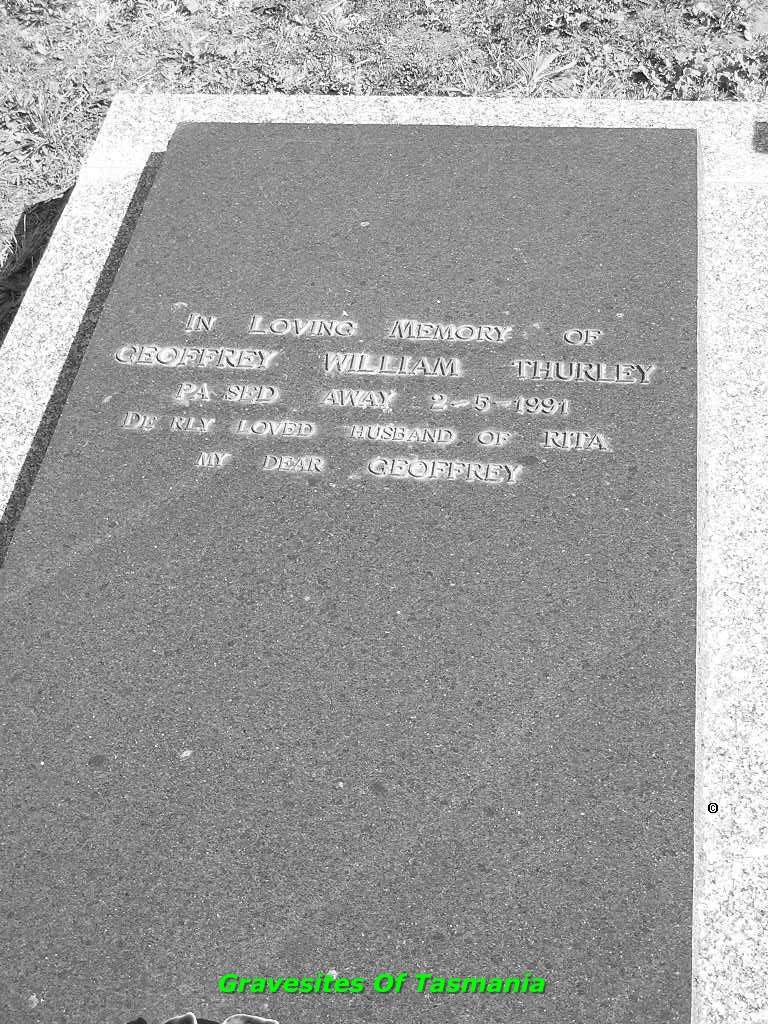 IN LOVING MEMORY OF
GEOFFREY WILLIAM THURLEY
PA SED AWAY 2-5-1991
DE RLY LOVED HUSBAND OF RITA
MY DEAR GEOFFREY
©
Gravesites Of Tasmania